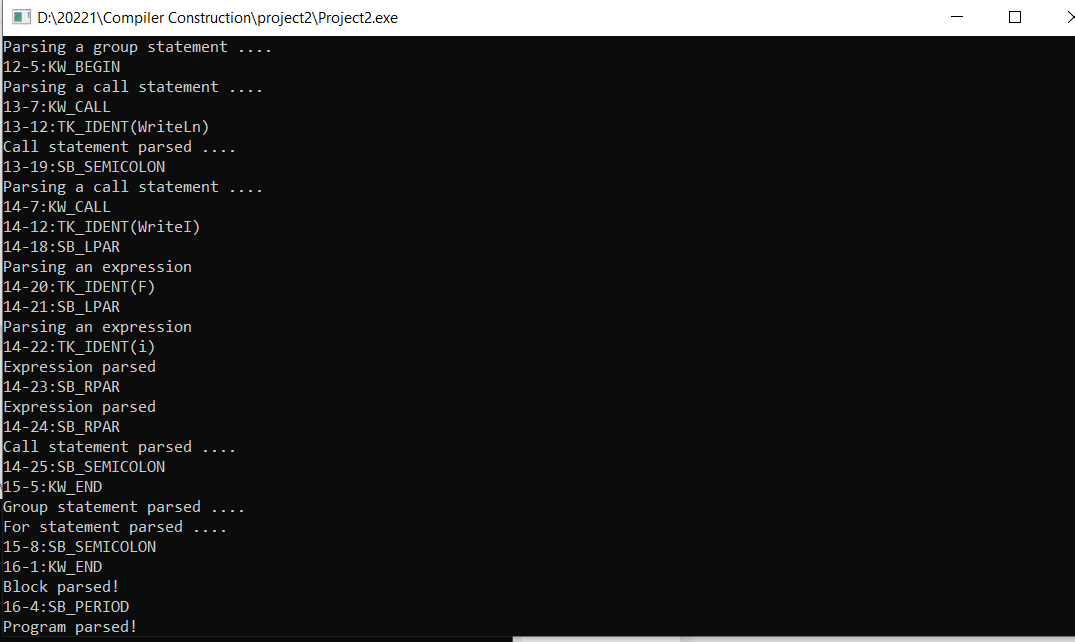 D:\20221\Compiler Construction\project2\Project2.exe
Parsing a group statement ....
12-5:KW_BEGIN
Parsing a call statement ....
13-7:KW_CALL
13-12:TK_IDENT(WriteLn)
Call statement parsed ....
13-19:SB_SEMICOLON
Parsing a call statement ....
14-7:KW_CALL
14-12:TK_IDENT(WriteI)
14-18:SB_LPAR
Parsing an expression
14-20:TK_IDENT(F)
14-21:SB_LPAR
Parsing an expression
14-22:TK_IDENT(i)
Expression parsed
14-23:SB_RPAR
Expression parsed
14-24:SB_RPAR
Call statement parsed ....
14-25:SB_SEMICOLON
15-5:KW_END
Group statement parsed ....
For statement parsed ....
15-8:SB_SEMICOLON
16-1:KW_END
Block parsed!
16-4:SB_PERIOD
Program parsed!